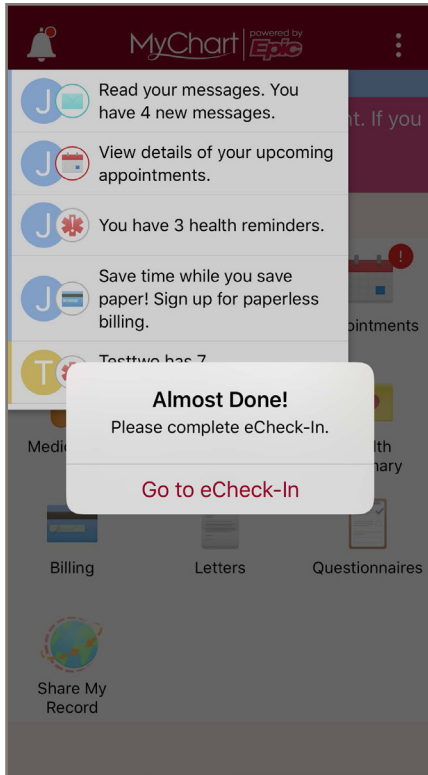 MyChart powered by Epic
J Read your messages. You
have 4 new messages.
nt. If you
J View details of your upcoming
appointments.
J You have 3 health reminders.
J Save time while you save
paper! Sign up for paperless
billing.
ointments
T Testtwo has 7
Almost Done!
Please complete eCheck-In.
Go to eCheck-In
Medi
lth
mary
Billing
Letters
Questionnaires
Share My
Record